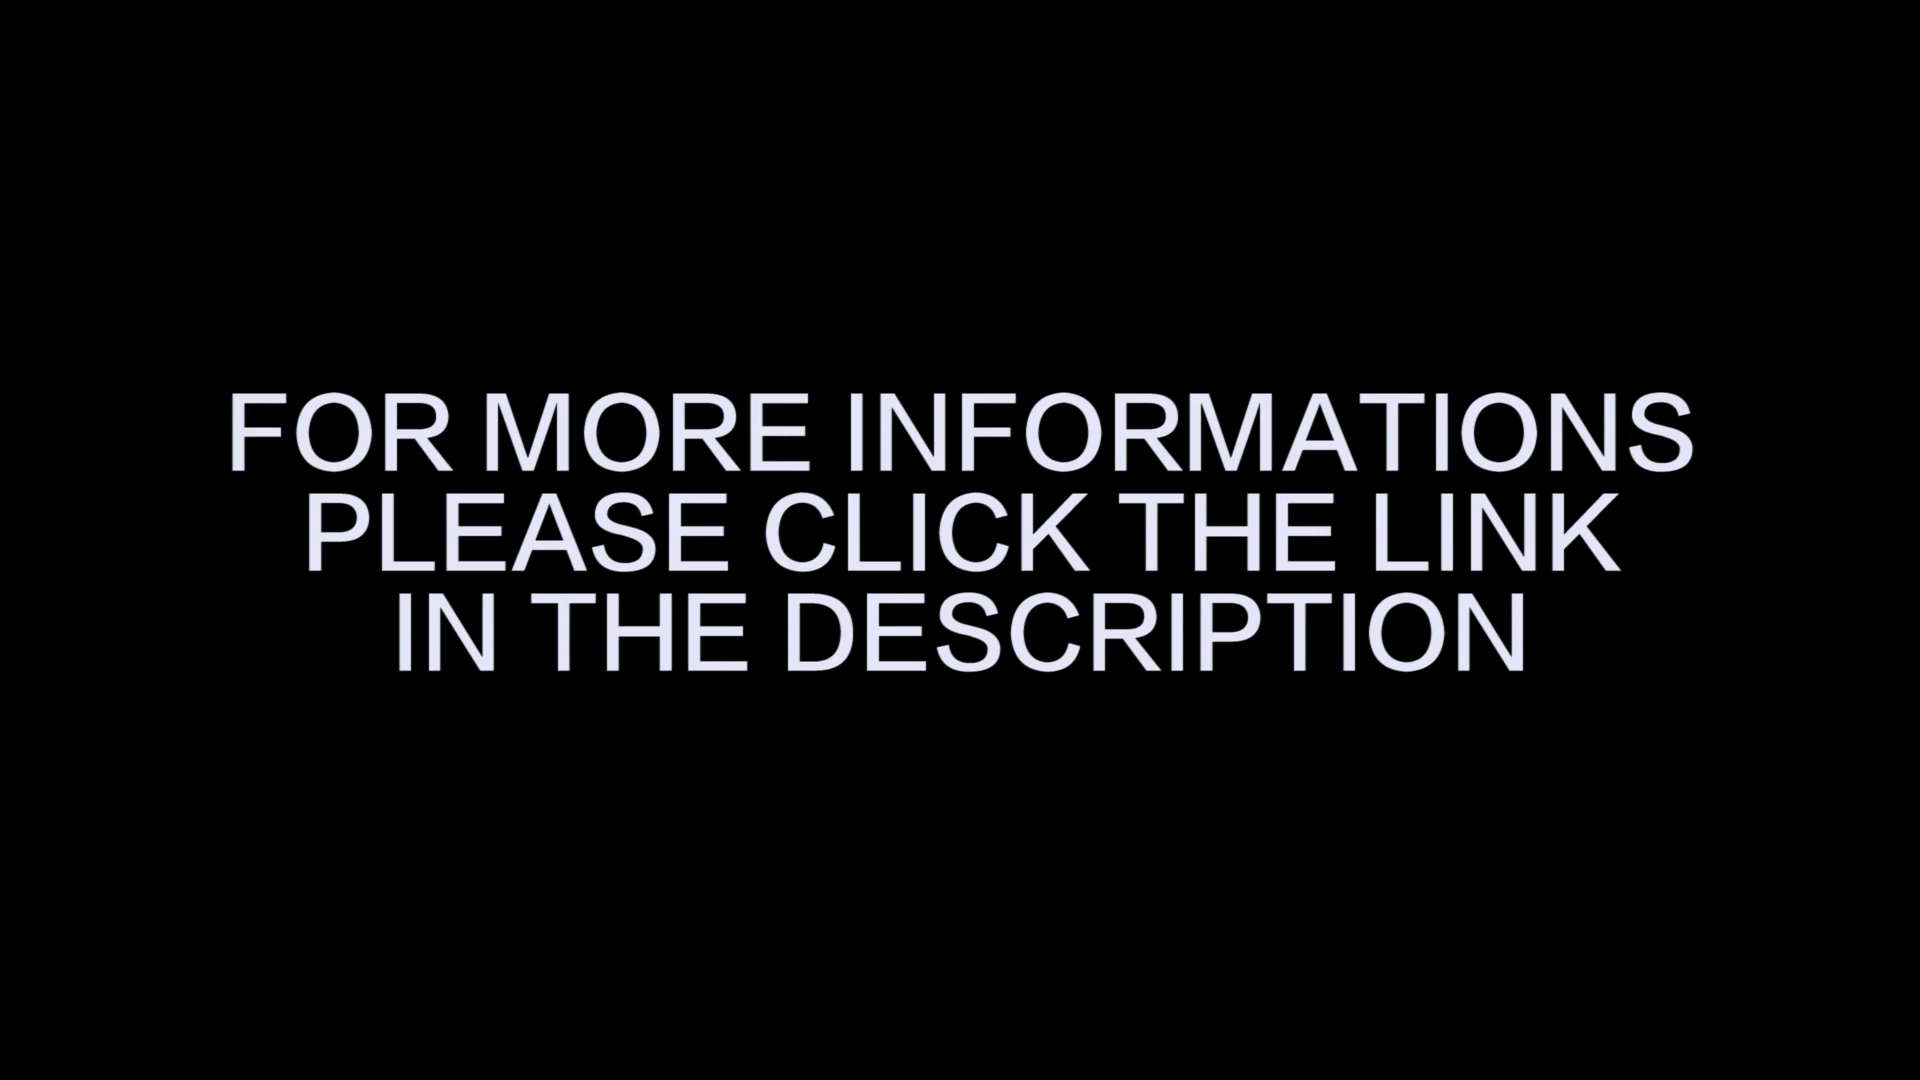 FOR MORE INFORMATIONS
PLEASE CLICK THE LINK
IN THE DESCRIPTION